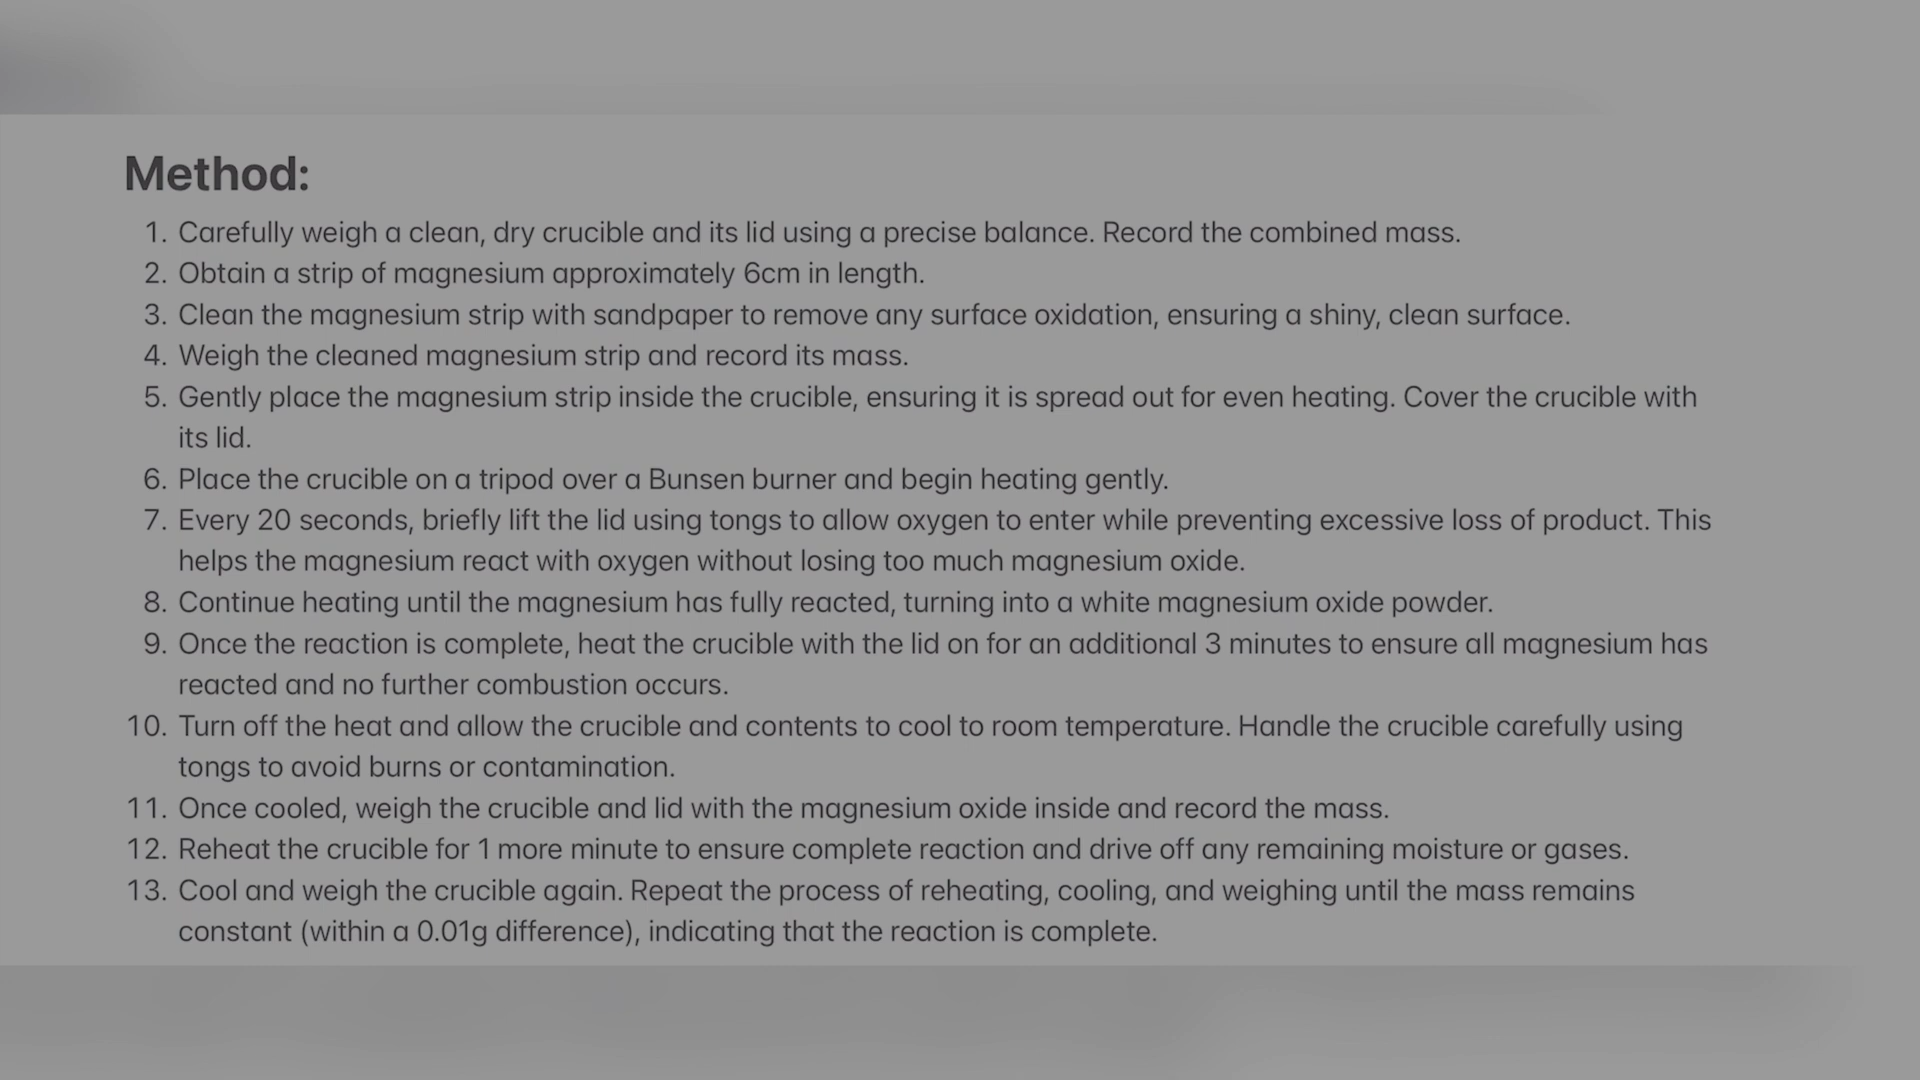 Method:
1. Carefully weigh a clean, dry crucible and its lid using a precise balance. Record the combined mass.
2. Obtain a strip of magnesium approximately 6cm in length.
3. Clean the magnesium strip with sandpaper to remove any surface oxidation, ensuring a shiny, clean surface.
4. Weigh the cleaned magnesium strip and record its mass.
5. Gently place the magnesium strip inside the crucible, ensuring it is spread out for even heating. Cover the crucible with
its lid.
6. Place the crucible on a tripod over a Bunsen burner and begin heating gently.
7. Every 20 seconds, briefly lift the lid using tongs to allow oxygen to enter while preventing excessive loss of product. This
helps the magnesium react with oxygen without losing too much magnesium oxide.
8. Continue heating until the magnesium has fully reacted, turning into a white magnesium oxide powder.
9. Once the reaction is complete, heat the crucible with the lid on for an additional 3 minutes to ensure all magnesium has
reacted and no further combustion occurs.
10. Turn off the heat and allow the crucible and contents to cool to room temperature. Handle the crucible carefully using
tongs to avoid burns or contamination.
11. Once cooled, weigh the crucible and lid with the magnesium oxide inside and record the mass.
12. Reheat the crucible for 1 more minute to ensure complete reaction and drive off any remaining moisture or gases.
13. Cool and weigh the crucible again. Repeat the process of reheating, cooling, and weighing until the mass remains
constant (within a 0.01g difference), indicating that the reaction is complete.